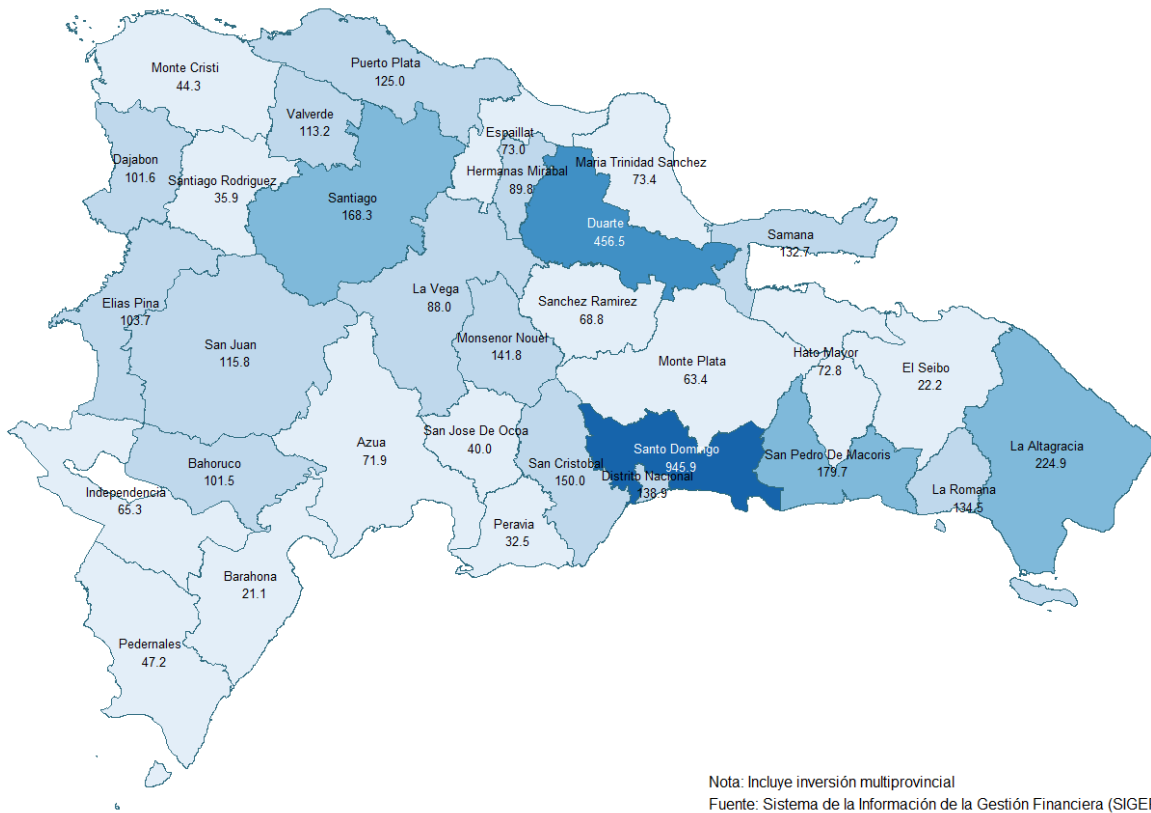 Puerto Plata
125.0
Monte Cristi
44.3
Valverde
113.2
Espaillat
73.0
Dajabon
101.6
Santiago Rodriguez
35.9
Hermanas Mirabal
89.8
Maria Trinidad Sanchez
73.4
Santiago
168.3
Duarte
456.5
Samana
132.7
La Vega
88.0
Elias Pina
103.7
Sanchez Ramirez
68.8
San Juan
115.8
Monsenor Nouel
141.8
Monte Plata
63.4
Hato Mayor
72.8
El Seibo
22.2
San Jose De Ocoa
40.0
Azua
71.9
Santo Domingo
945.9
La Altagracia
224.9
San Pedro De Macoris
179.7
Bahoruco
101.5
San Cristobal
150.0
Distrito Nacional
138.9
La Romana
134.5
Independencia
65.3
Peravia
32.5
Barahona
21.1
Pedernales
47.2
Nota: Incluye inversión multiprovincial
Fuente: Sistema de la Información de la Gestión Financiera